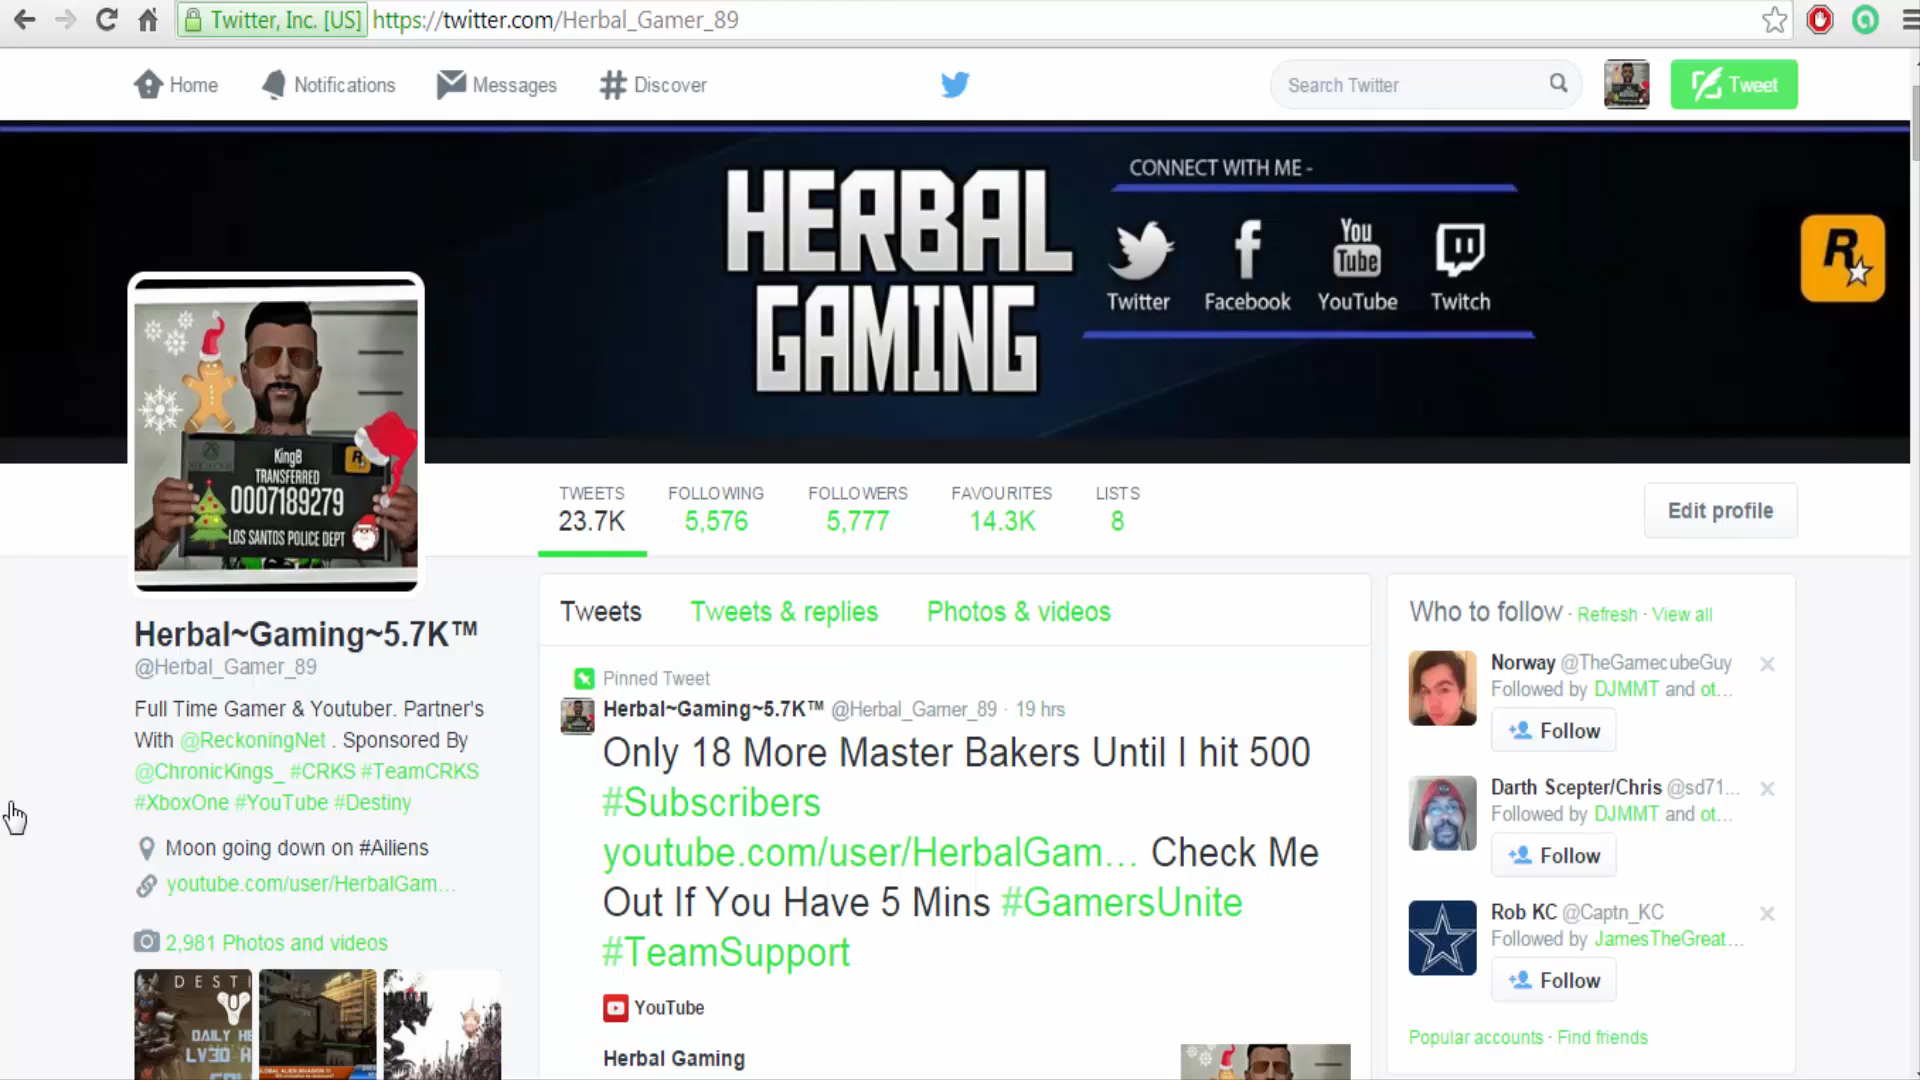 Twitter, Inc. [US] https://twitter.com/Herbal_Gamer_89
Home Notifications Messages Discover
Search Twitter
Tweet
HERBAL
GAMING
CONNECT WITH ME -
You
Tube
Twitter Facebook YouTube Twitch
R
KingB
TRANSFERRED
0007189279
LOS SANTOS POLICE DEPT
TWEETS FOLLOWING FOLLOWERS FAVOURITES LISTS
23.7K 5,576 5,777 14.3K 8
Edit profile
Herbal~Gaming~5.7K™
@Herbal_Gamer_89
Full Time Gamer & Youtuber. Partner's
With @ReckoningNet . Sponsored By
@ChronicKings_ #CRKS #TeamCRKS
#XboxOne #YouTube #Destiny
Moon going down on #Ailiens
youtube.com/user/HerbalGam...
2,981 Photos and videos
DESTI
DAILY HE
Tweets Tweets & replies Photos & videos
Pinned Tweet
Herbal~Gaming~5.7K™ @Herbal_Gamer_89 · 19 hrs
Only 18 More Master Bakers Until I hit 500
#Subscribers
youtube.com/user/HerbalGam... Check Me
Out If You Have 5 Mins #GamersUnite
#TeamSupport
YouTube
Herbal Gaming
Who to follow · Refresh · View all
Norway @TheGamecubeGuy
Followed by DJMMT and ot...
Follow
Darth Scepter/Chris @sd71...
Followed by DJMMT and ot...
Follow
Rob KC @Captn_KC
Followed by JamesTheGreat...
Follow
Popular accounts · Find friends